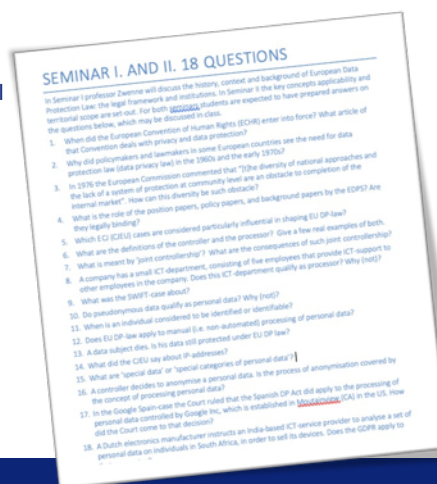 SEMINAR I. AND II. 18 QUESTIONS
In Seminar I professor Zwenne will discuss the history, context and background of European Data
Protection Law: the legal framework and institutions. In Seminar II the key concepts applicability and
territorial scope are set-out. For both seminars students are expected to have prepared answers on
the questions below, which may be discussed in class.
1. When did the European Convention of Human Rights (ECHR) enter into force? What article of
that Convention deals with privacy and data protection?
2. Why did policymakers and lawmakers in some European countries see the need for data
protection law (data privacy law) in the 1960s and the early 1970s?
3. In 1976 the European Commission commented that "[t]he diversity of national approaches and
the lack of a system of protection at community level are an obstacle to completion of the
internal market". How can this diversity be such obstacle?
4. What is the role of the position papers, policy papers, and background papers by the EDPS? Are
they legally binding?
5. Which ECJ (CJEU) cases are considered particularly influential in shaping EU DP-law?
6. What are the definitions of the controller and the processor? Give a few real examples of both.
7. What is meant by 'joint controllership'? What are the consequences of such joint controllership?
8. A company has a small ICT-department, consisting of five employees that provide ICT-support to
other employees in the company. Does this ICT-department qualify as processor? Why (not)?
9. What was the SWIFT-case about?
10. Do pseudonymous data qualify as personal data? Why (not)?
11. When is an individual considered to be identified or identifiable?
12. Does EU DP-law apply to manual (i.e. non-automated) processing of personal data?
13. A data subject dies. Is his data still protected under EU DP law?
14. What did the CJEU say about IP-addresses?
15. What are 'special data' or 'special categories of personal data'?
16. A controller decides to anonymise a personal data. Is the process of anonymisation covered by
the concept of processing personal data?
17. In the Google Spain-case the Court ruled that the Spanish DP Act did apply to the processing of
personal data controlled by Google Inc, which is established in Moutainview (CA) in the US. How
did the Court come to that decision?
18. A Dutch electronics manufacturer instructs an India-based ICT-service provider to analyse a set of
personal data on individuals in South Africa, in order to sell its devices. Does the GDPR apply to